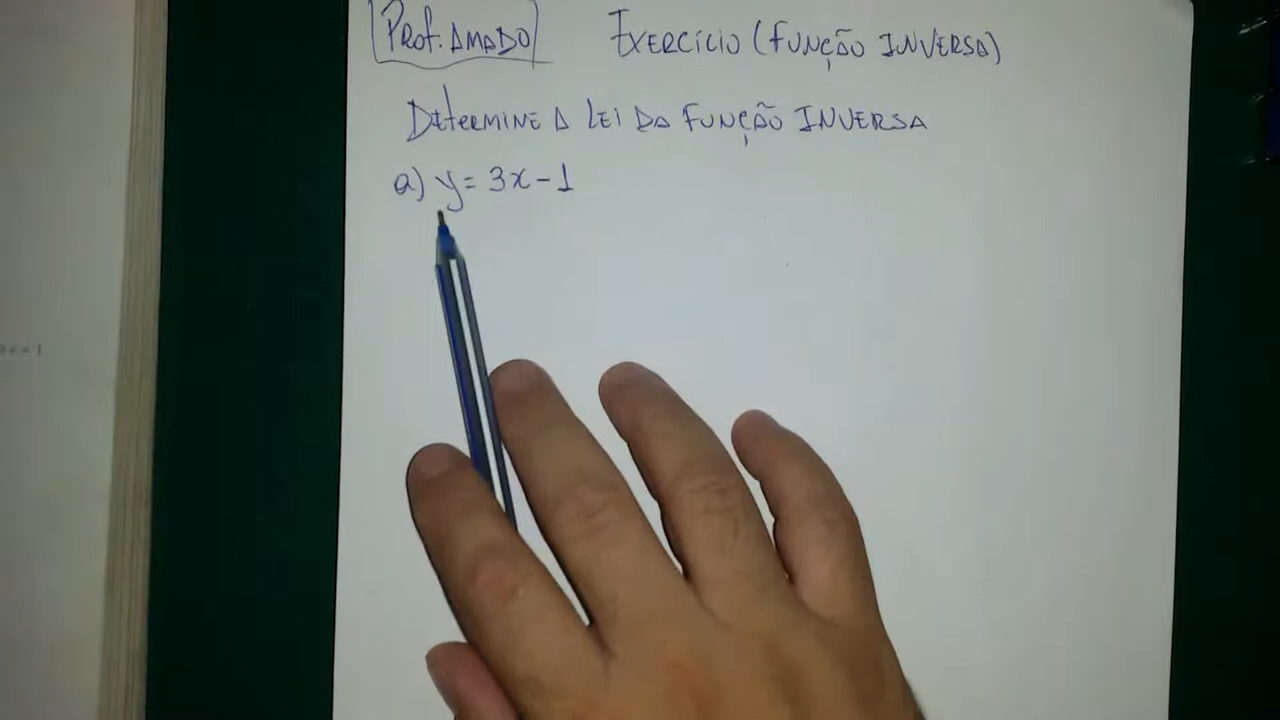 PROF. AMADO
EXERCÍCIO (FUNÇÃO INVERSA)
DETERMINE A LEI DA FUNÇÃO INVERSA
a) y = 3x - 1